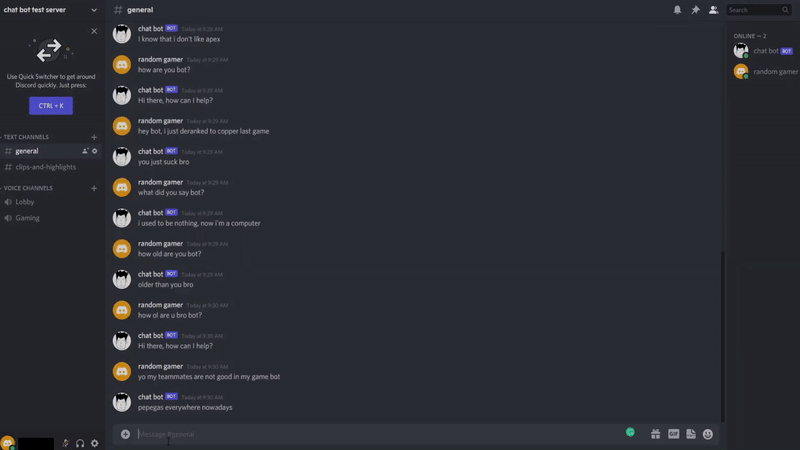 chat bot test server
# general
Search
Use Quick Switcher to get around
Discord quickly. Just press:
CTRL + K
TEXT CHANNELS
# general
# clips-and-highlights
VOICE CHANNELS
Lobby
Gaming
chat bot BOT Today at 9:28 AM
I know that i don't like apex
random gamer Today at 9:29 AM
how are you bot?
chat bot BOT Today at 9:29 AM
Hi there, how can I help?
random gamer Today at 9:29 AM
hey bot, I just deranked to copper last game
chat bot BOT Today at 9:29 AM
you just suck bro
random gamer Today at 9:29 AM
what did you say bot?
chat bot BOT Today at 9:29 AM
i used to be nothing, now i'm a computer
random gamer Today at 9:29 AM
how old are you bot?
chat bot BOT Today at 9:29 AM
older than you bro
random gamer Today at 9:30 AM
how ol are u bro bot?
chat bot BOT Today at 9:30 AM
Hi there, how can I help?
random gamer Today at 9:30 AM
yo my teammates are not good in my game bot
chat bot BOT Today at 9:30 AM
pepegas everywhere nowadays
Message #general
GIF
ONLINE — 2
chat bot BOT
random gamer